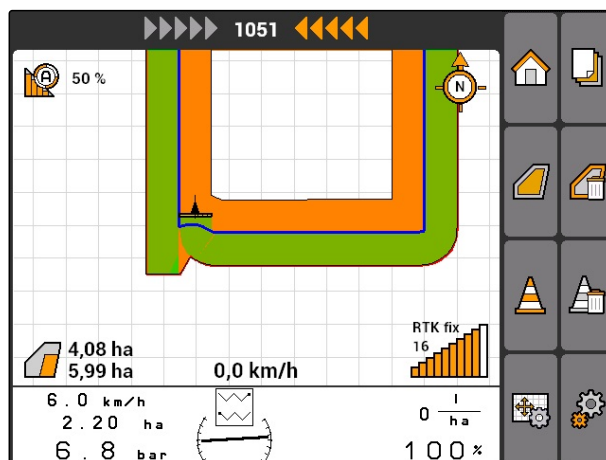 1051
A 50 %
N
4,08 ha
5,99 ha
0,0 km/h
RTK fix
16
6.0 km/h
2.20 ha
6.8 bar
0 l/ha
100%